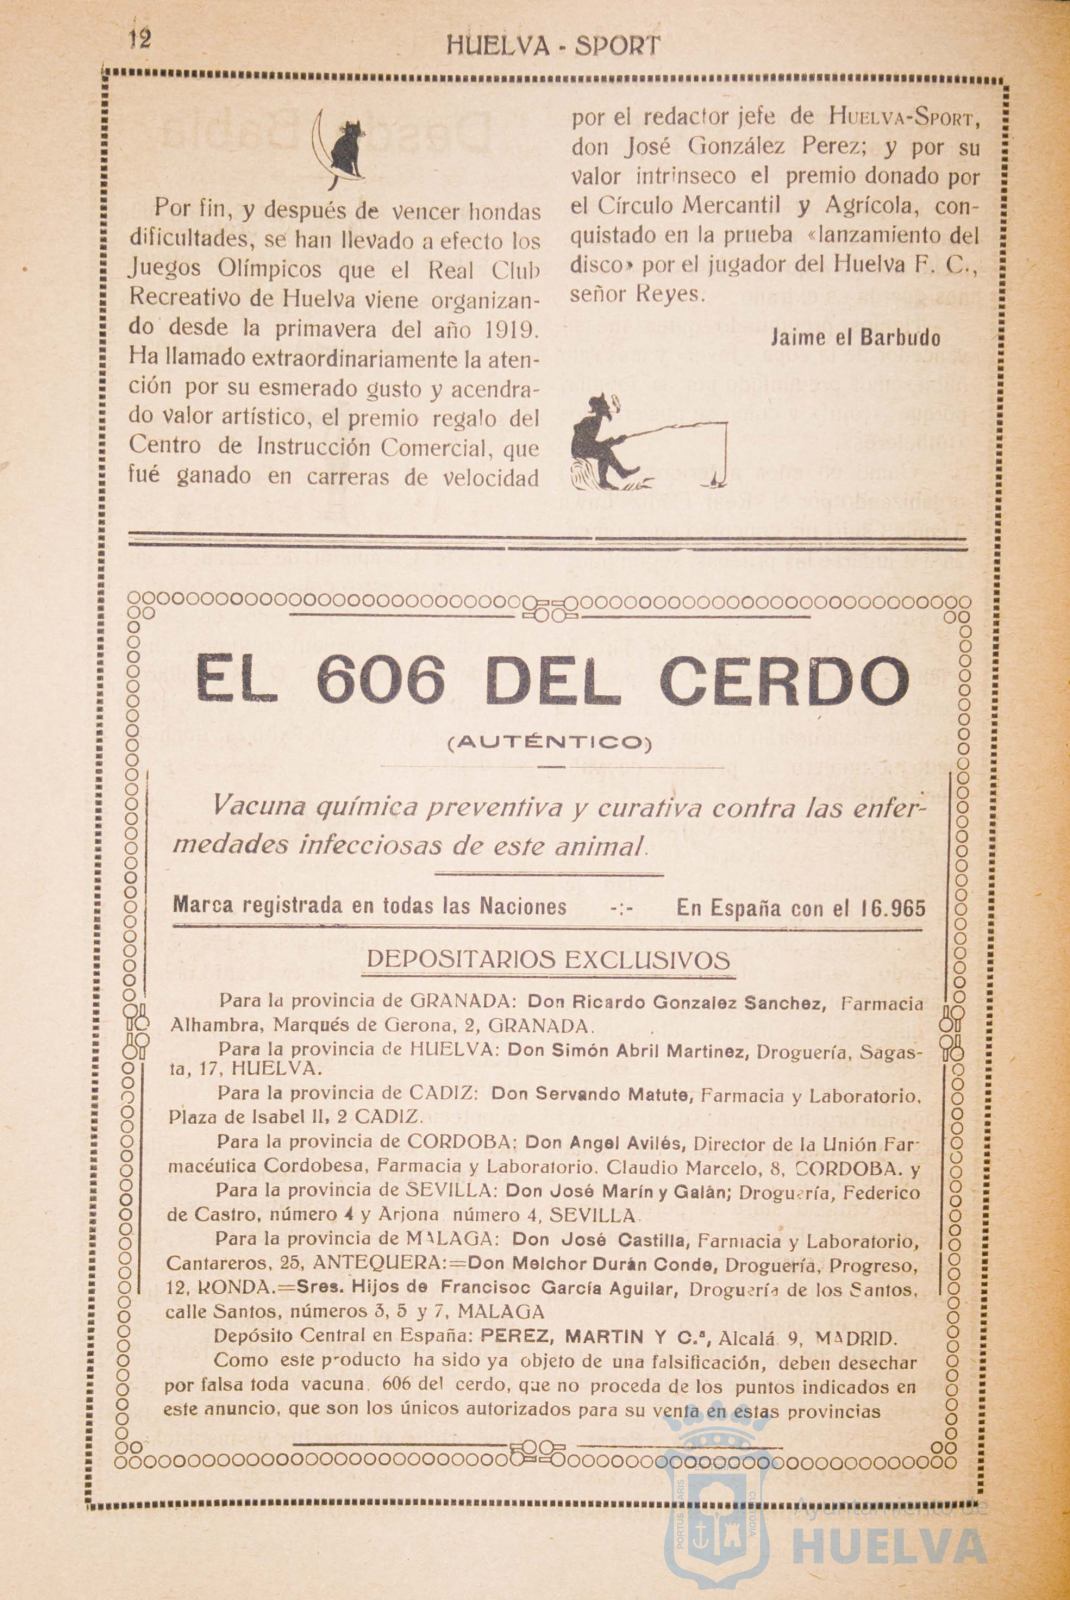 12
HUELVA - SPORT
Por fin, y después de vencer hondas
dificultades, se han llevado a efecto los
Juegos Olímpicos que el Real Club
Recreativo de Huelva viene organizan-
do desde la primavera del año 1919.
Ha llamado extraordinariamente la aten-
ción por su esmerado gusto y acendra-
do valor artístico, el premio regalo del
Centro de Instrucción Comercial, que
fué ganado en carreras de velocidad
por el redactor jefe de HUELVA-SPORT,
don José González Perez; y por su
valor intrinseco el premio donado por
el Círculo Mercantil y Agrícola, con-
quistado en la prueba «lanzamiento del
disco» por el jugador del Huelva F. C.,
señor Reyes.
Jaime el Barbudo
EL 606 DEL CERDO
(AUTÉNTICO)
Vacuna química preventiva y curativa contra las enfer-
medades infecciosas de este animal.
Marca registrada en todas las Naciones -:- En España con el 16.965
DEPOSITARIOS EXCLUSIVOS
Para la provincia de GRANADA: Don Ricardo Gonzalez Sanchez, Farmacia
Alhambra, Marqués de Gerona, 2, GRANADA.
Para la provincia de HUELVA: Don Simón Abril Martinez, Droguería, Sagas-
ta, 17, HUELVA.
Para la provincia de CADIZ: Don Servando Matute, Farmacia y Laboratorio,
Plaza de Isabel II, 2 CADIZ.
Para la provincia de CORDOBA: Don Angel Avilés, Director de la Unión Far-
macéutica Cordobesa, Farmacia y Laboratorio. Claudio Marcelo, 8, CORDOBA. y
Para la provincia de SEVILLA: Don José Marín y Galán; Droguería, Federico
de Castro, número 4 y Arjona número 4, SEVILLA.
Para la provincia de MALAGA: Don José Castilla, Farmacia y Laboratorio,
Cantareros, 25, ANTEQUERA:=Don Melchor Durán Conde, Droguería, Progreso,
12, RONDA.=Sres. Hijos de Francisoc García Aguilar, Droguería de los Santos,
calle Santos, números 3, 5 y 7, MALAGA
Depósito Central en España: PEREZ, MARTIN Y C.ª, Alcalá 9, MADRID.
Como este producto ha sido ya objeto de una falsificación, deben desechar
por falsa toda vacuna. 606 del cerdo, que no proceda de los puntos indicados en
este anuncio, que son los únicos autorizados para su venta en estas provincias
PORTUS MARIS CUSTODIA
Ayuntamiento de
HUELVA